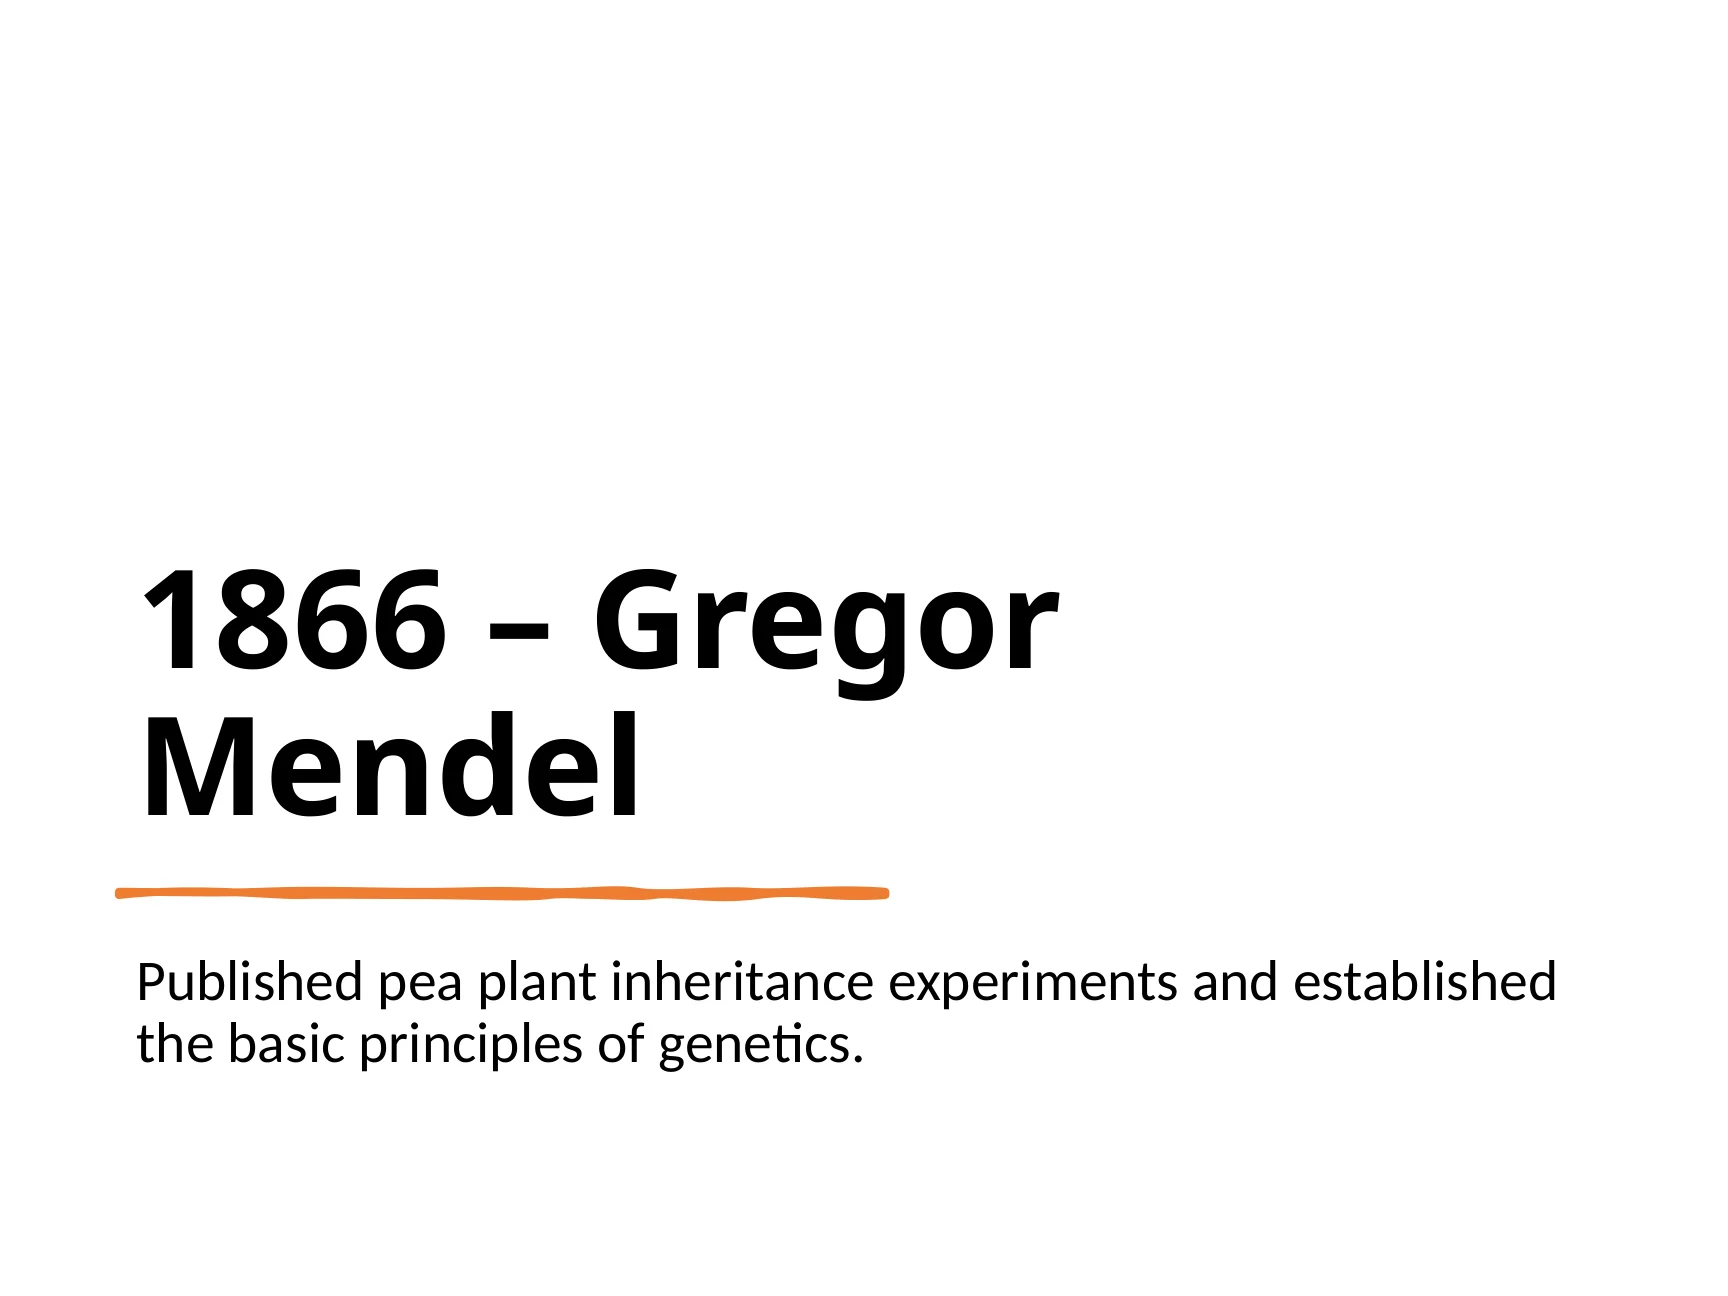 1866 – Gregor
Mendel
Published pea plant inheritance experiments and established
the basic principles of genetics.